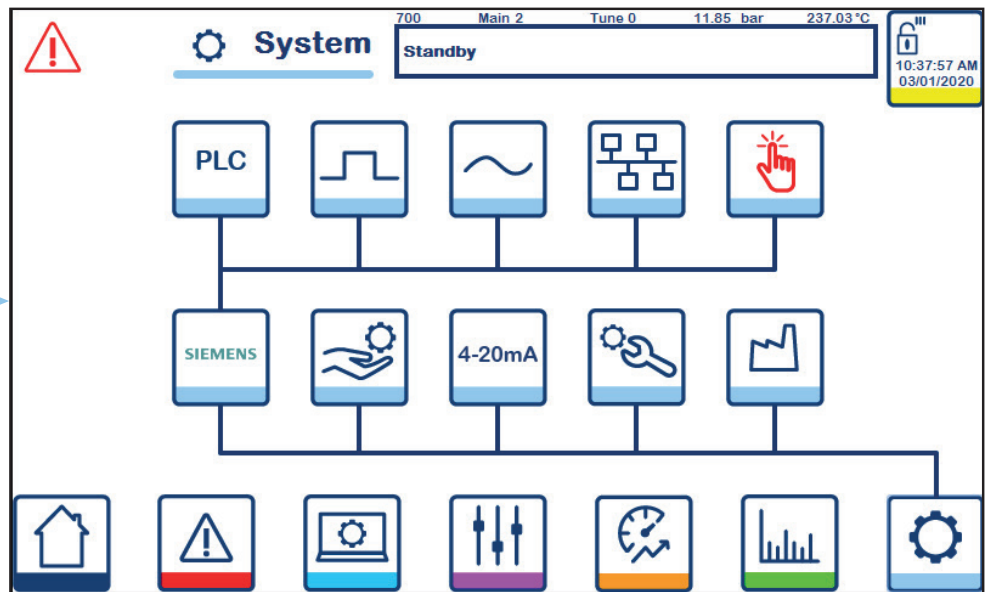 700 Main 2 Tune 0 11.85 bar 237.03 °C
System
Standby
10:37:57 AM
03/01/2020
PLC
SIEMENS
4-20mA